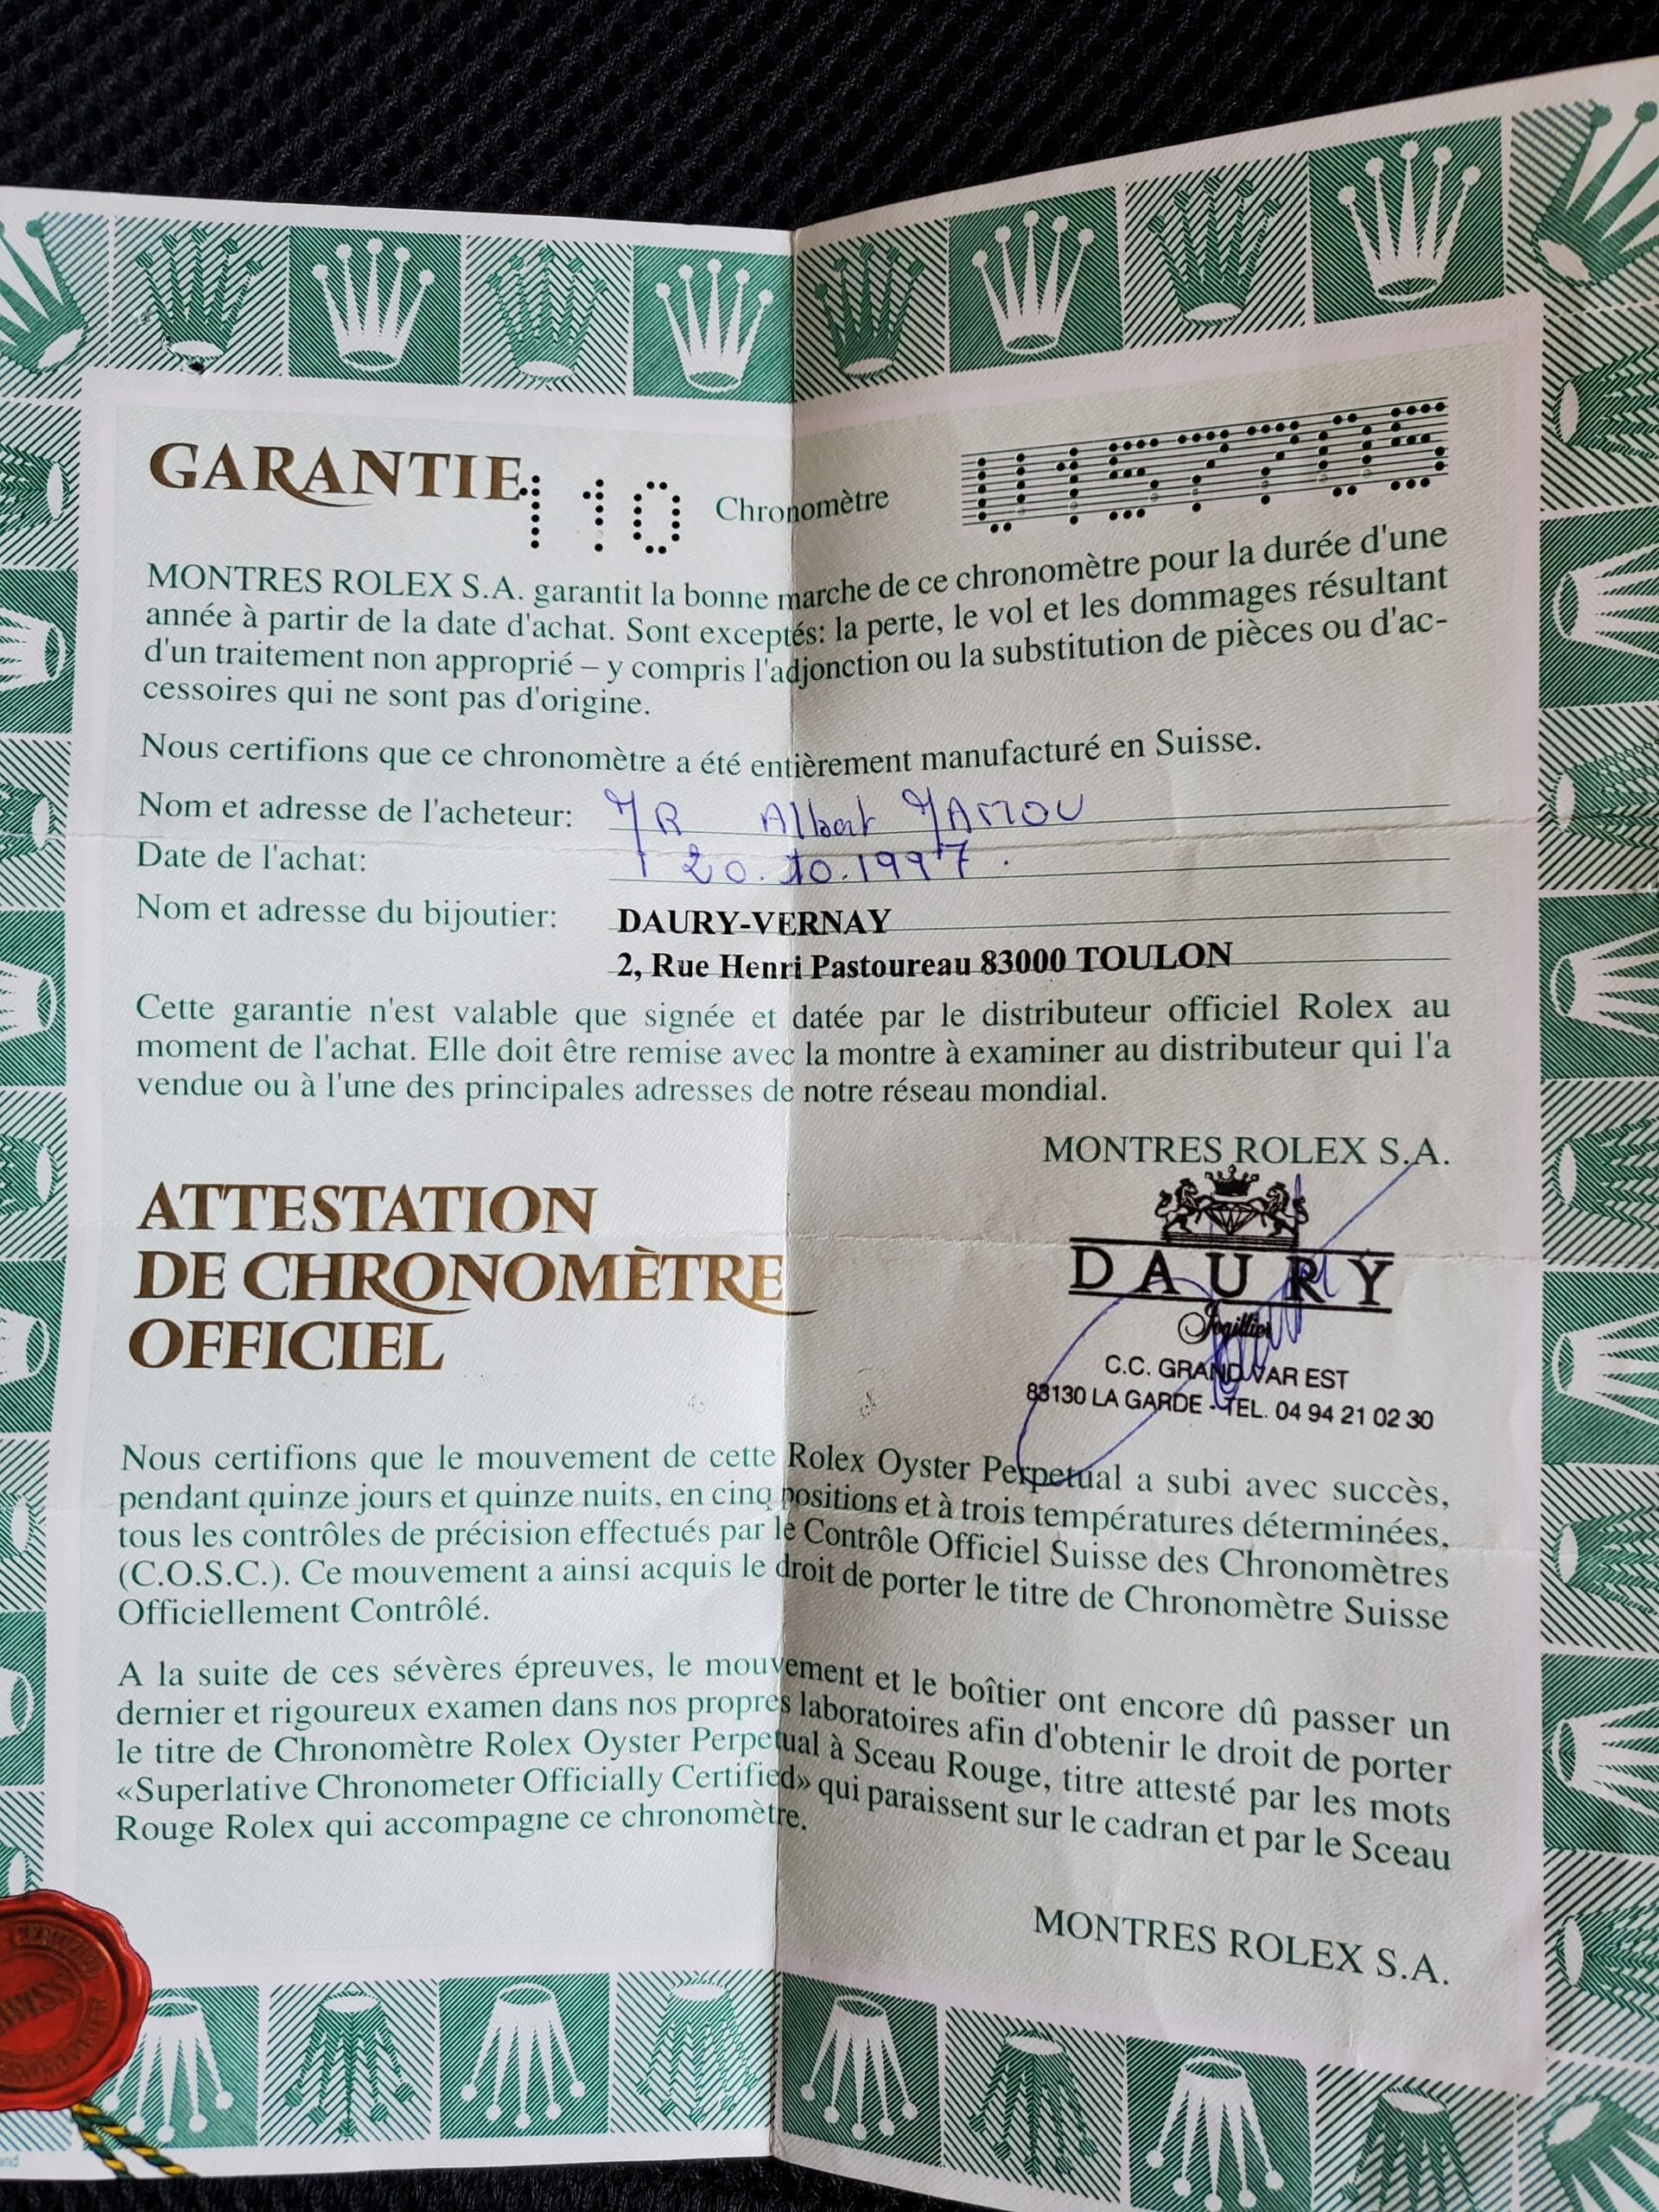 GARANTIE 110 Chronomètre U157705
MONTRES ROLEX S.A. garantit la bonne marche de ce chronomètre pour la durée d'une
année à partir de la date d'achat. Sont exceptés: la perte, le vol et les dommages résultant
d'un traitement non approprié – y compris l'adjonction ou la substitution de pièces ou d'ac-
cessoires qui ne sont pas d'origine.
Nous certifions que ce chronomètre a été entièrement manufacturé en Suisse.
Nom et adresse de l'acheteur: MR Albert MAMOU
Date de l'achat: 20.10.1997.
Nom et adresse du bijoutier: DAURY-VERNAY
2, Rue Henri Pastoureau 83000 TOULON
Cette garantie n'est valable que signée et datée par le distributeur officiel Rolex au
moment de l'achat. Elle doit être remise avec la montre à examiner au distributeur qui l'a
vendue ou à l'une des principales adresses de notre réseau mondial.
MONTRES ROLEX S.A.
DAURY
Joaillier
C.C. GRAND VAR EST
83130 LA GARDE - TEL. 04 94 21 02 30
ATTESTATION
DE CHRONOMÈTRE
OFFICIEL
Nous certifions que le mouvement de cette Rolex Oyster Perpetual a subi avec succès,
pendant quinze jours et quinze nuits, en cinq positions et à trois températures déterminées,
tous les contrôles de précision effectués par le Contrôle Officiel Suisse des Chronomètres
(C.O.S.C.). Ce mouvement a ainsi acquis le droit de porter le titre de Chronomètre Suisse
Officiellement Contrôlé.
A la suite de ces sévères épreuves, le mouvement et le boîtier ont encore dû passer un
dernier et rigoureux examen dans nos propres laboratoires afin d'obtenir le droit de porter
le titre de Chronomètre Rolex Oyster Perpetual à Sceau Rouge, titre attesté par les mots
«Superlative Chronometer Officially Certified» qui paraissent sur le cadran et par le Sceau
Rouge Rolex qui accompagne ce chronomètre.
MONTRES ROLEX S.A.